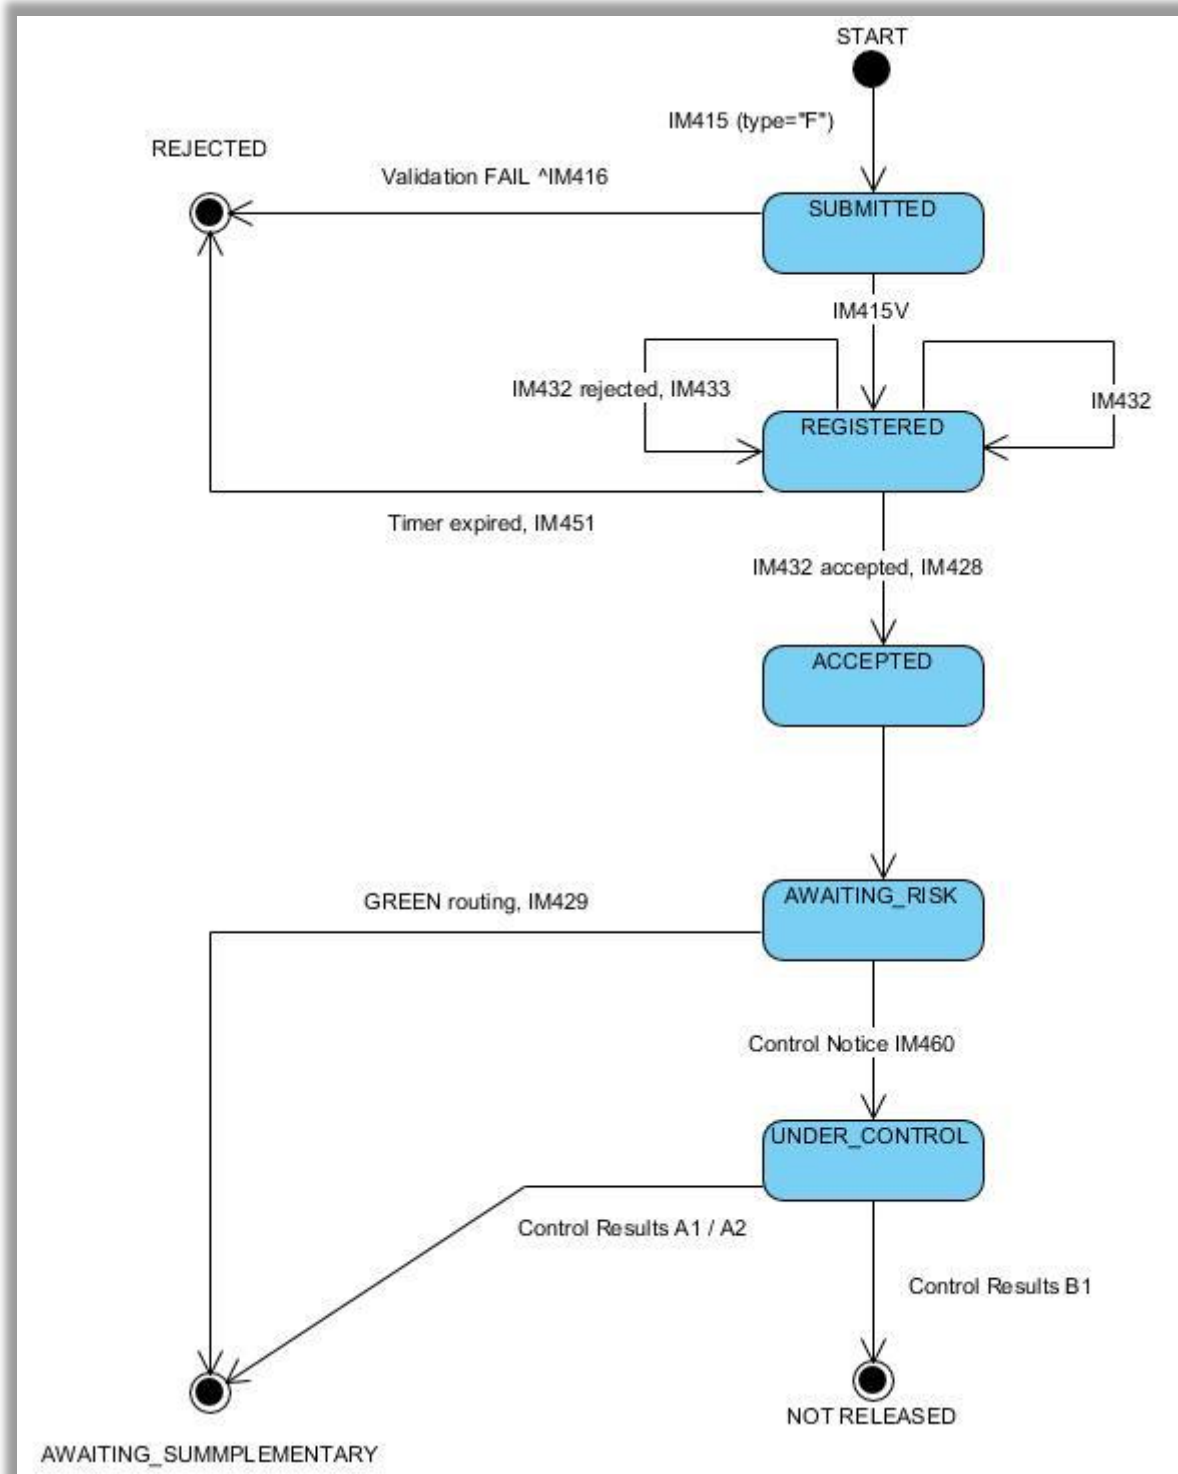 START
IM415 (type="F")
REJECTED
Validation FAIL ^IM416
SUBMITTED
IM415V
IM432 rejected, IM433
IM432
REGISTERED
Timer expired, IM451
IM432 accepted, IM428
ACCEPTED
AWAITING_RISK
GREEN routing, IM429
Control Notice IM460
UNDER_CONTROL
Control Results A1 / A2
Control Results B1
NOT RELEASED
AWAITING_SUMMPLEMENTARY